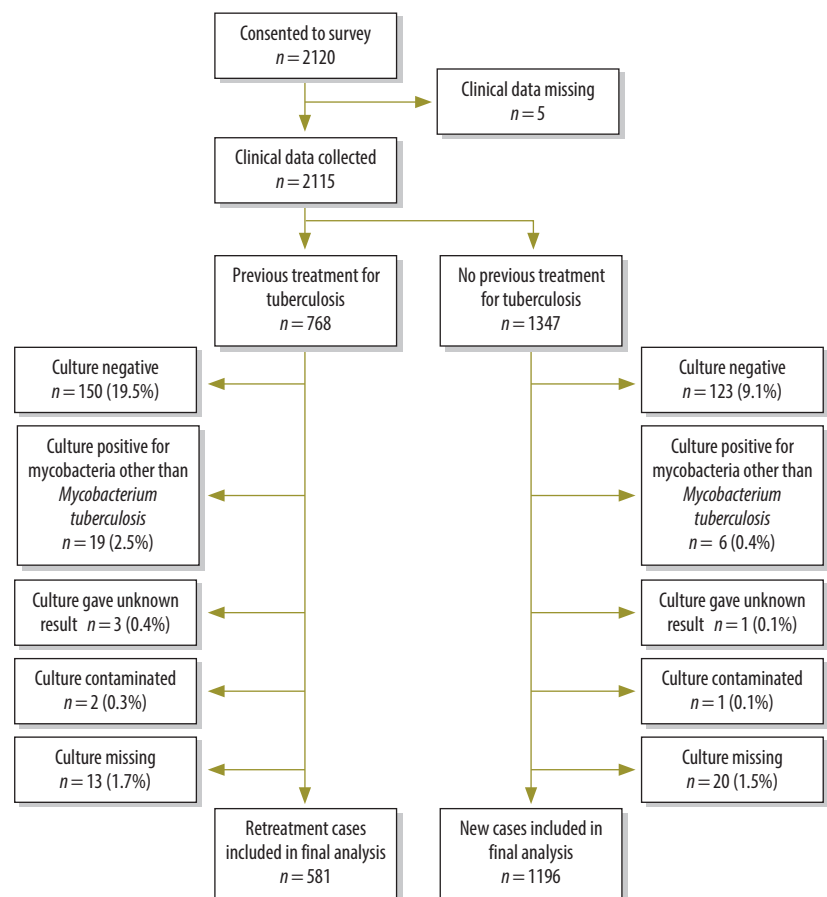 Consented to survey
n = 2120
Clinical data missing
n = 5
Clinical data collected
n = 2115
Previous treatment for
tuberculosis
n = 768
No previous treatment
for tuberculosis
n = 1347
Culture negative
n = 150 (19.5%)
Culture negative
n = 123 (9.1%)
Culture positive for
mycobacteria other than
Mycobacterium
tuberculosis
n = 19 (2.5%)
Culture positive for
mycobacteria other than
Mycobacterium
tuberculosis
n = 6 (0.4%)
Culture gave unknown
result n = 3 (0.4%)
Culture gave unknown
result n = 1 (0.1%)
Culture contaminated
n = 2 (0.3%)
Culture contaminated
n = 1 (0.1%)
Culture missing
n = 13 (1.7%)
Culture missing
n = 20 (1.5%)
Retreatment cases
included in final analysis
n = 581
New cases included in
final analysis
n = 1196